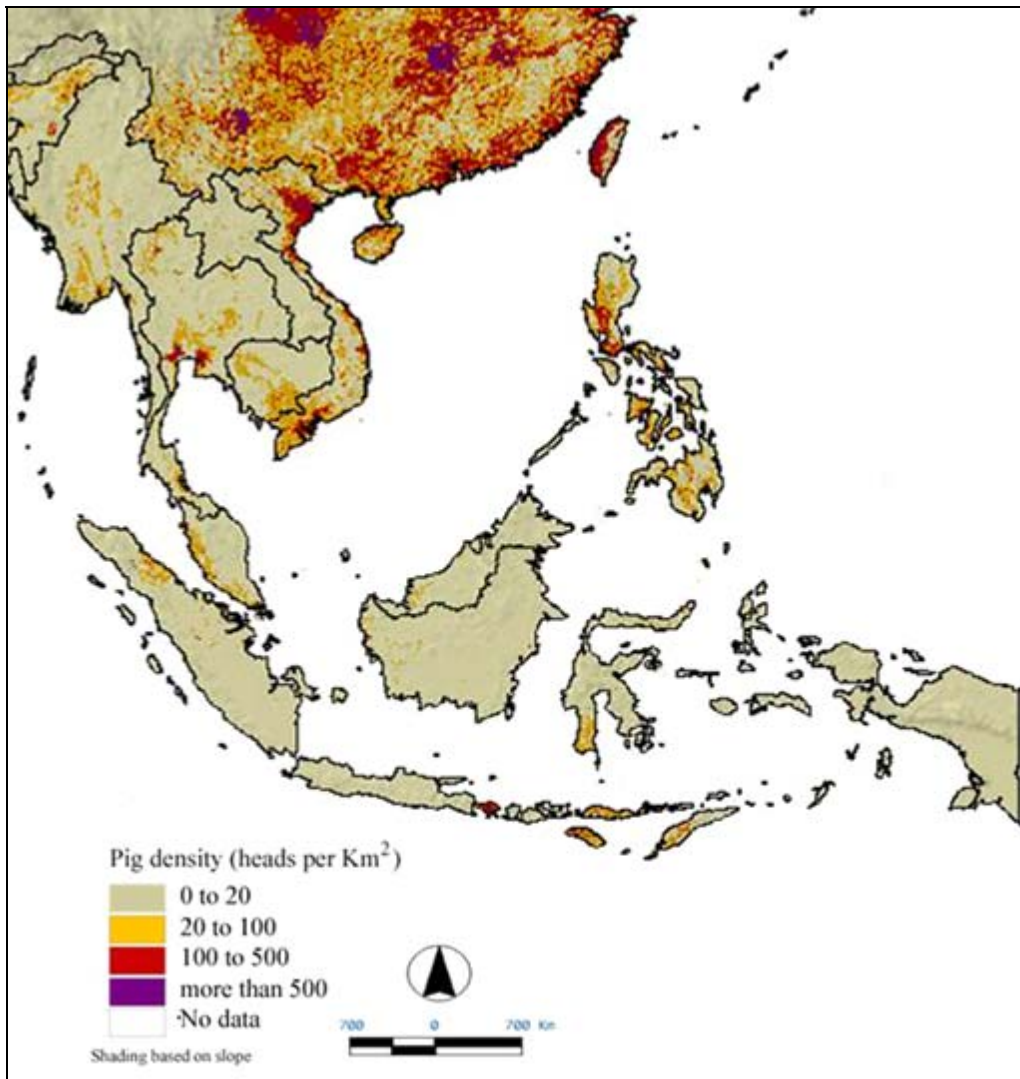 Pig density (heads per Km²)
0 to 20
20 to 100
100 to 500
more than 500
No data
Shading based on slope
700 0 700 Km